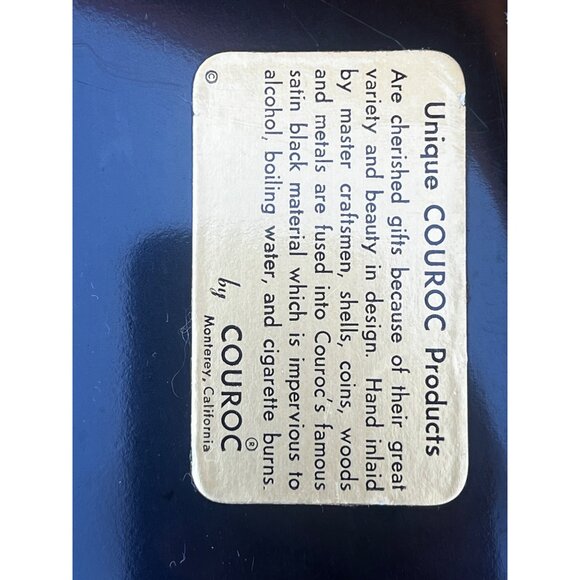 Unique COUROC Products
Are cherished gifts because of their great
variety and beauty in design. Hand inlaid
by master craftsmen, shells, coins, woods
and metals are fused into Couroc's famous
satin black material which is impervious to
alcohol, boiling water, and cigarette burns.
by COUROC®
Monterey, California
©